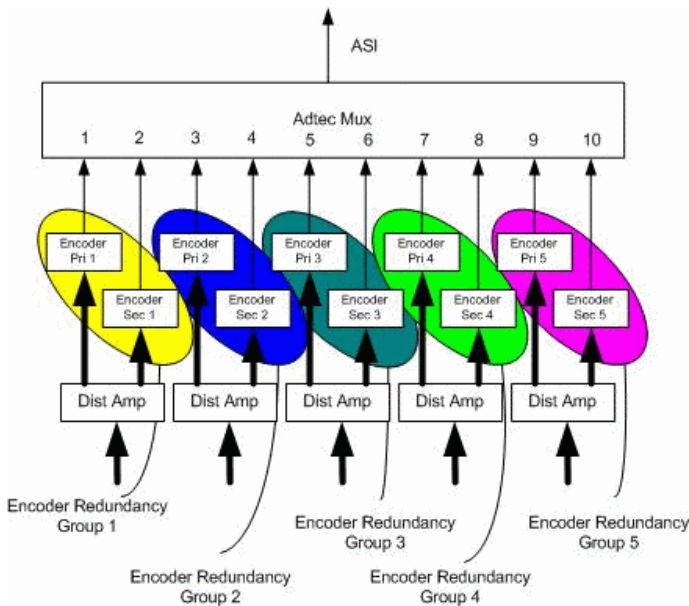 ASI
Adtec Mux
1 2 3 4 5 6 7 8 9 10
Encoder
Pri 1
Encoder
Pri 2
Encoder
Pri 3
Encoder
Pri 4
Encoder
Pri 5
Encoder
Sec 1
Encoder
Sec 2
Encoder
Sec 3
Encoder
Sec 4
Encoder
Sec 5
Dist Amp
Dist Amp
Dist Amp
Dist Amp
Dist Amp
Encoder Redundancy
Group 1
Encoder Redundancy
Group 3
Encoder Redundancy
Group 5
Encoder Redundancy
Group 2
Encoder Redundancy
Group 4